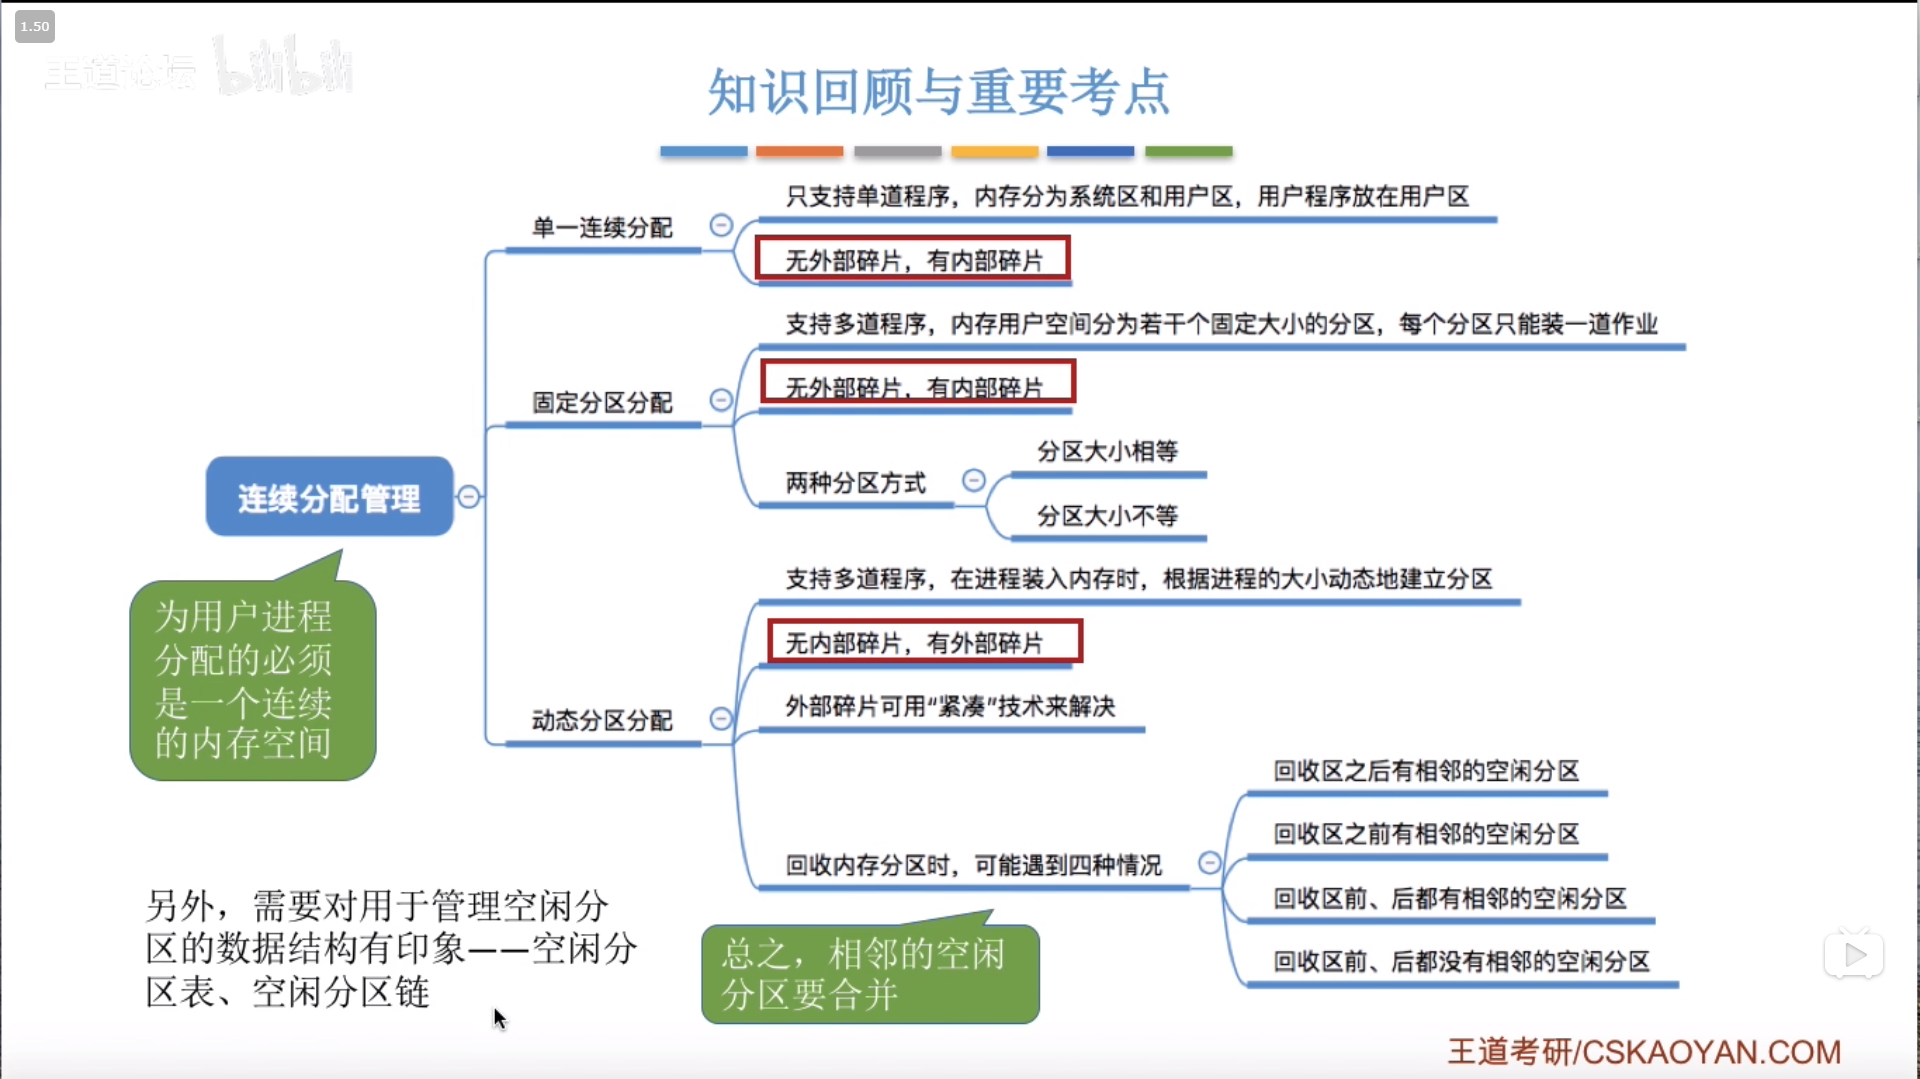 1.50
王道论坛 bilibili
知识回顾与重要考点
只支持单道程序，内存分为系统区和用户区，用户程序放在用户区
单一连续分配
无外部碎片，有内部碎片
支持多道程序，内存用户空间分为若干个固定大小的分区，每个分区只能装一道作业
无外部碎片，有内部碎片
固定分区分配
分区大小相等
两种分区方式
分区大小不等
连续分配管理
支持多道程序，在进程装入内存时，根据进程的大小动态地建立分区
为用户进程
分配的必须
是一个连续
的内存空间
无内部碎片，有外部碎片
外部碎片可用“紧凑”技术来解决
动态分区分配
回收区之后有相邻的空闲分区
回收区之前有相邻的空闲分区
回收内存分区时，可能遇到四种情况
回收区前、后都有相邻的空闲分区
回收区前、后都没有相邻的空闲分区
另外，需要对用于管理空闲分
区的数据结构有印象——空闲分
区表、空闲分区链
总之，相邻的空闲
分区要合并
王道考研/CSKAOYAN.COM